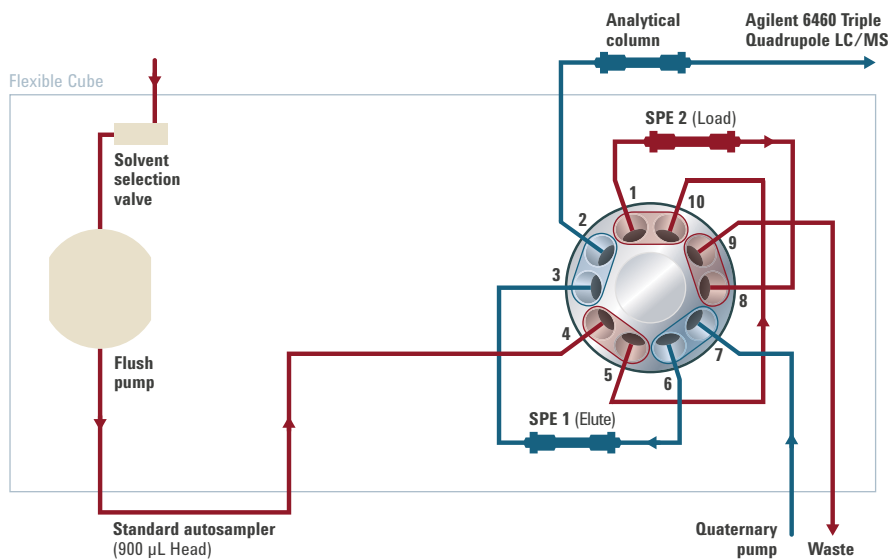 Analytical
column
Agilent 6460 Triple
Quadrupole LC/MS
Flexible Cube
SPE 2 (Load)
Solvent
selection
valve
1
10
2
9
3
8
4
7
5
6
Flush
pump
SPE 1 (Elute)
Standard autosampler
(900 µL Head)
Quaternary
pump
Waste